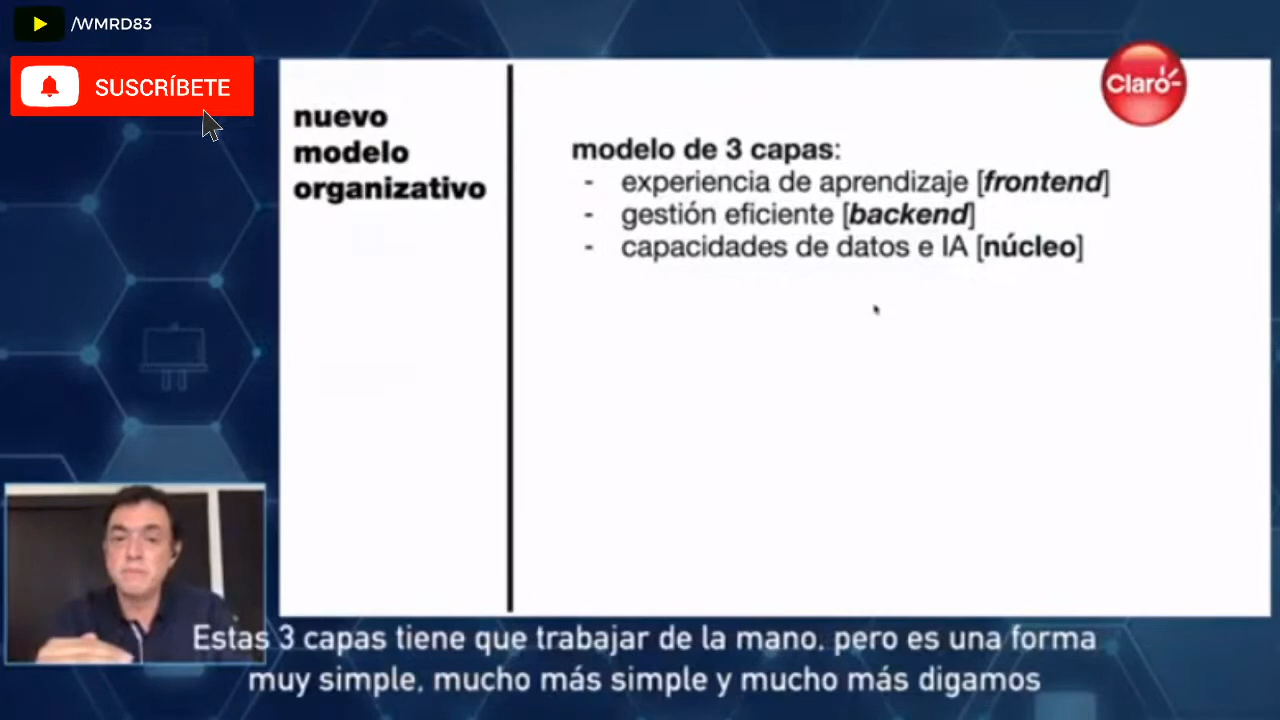 /WMRD83
SUSCRÍBETE
Claro-
nuevo
modelo
organizativo
modelo de 3 capas:
- experiencia de aprendizaje [frontend]
- gestión eficiente [backend]
- capacidades de datos e IA [núcleo]
Estas 3 capas tiene que trabajar de la mano, pero es una forma
muy simple, mucho más simple y mucho más digamos